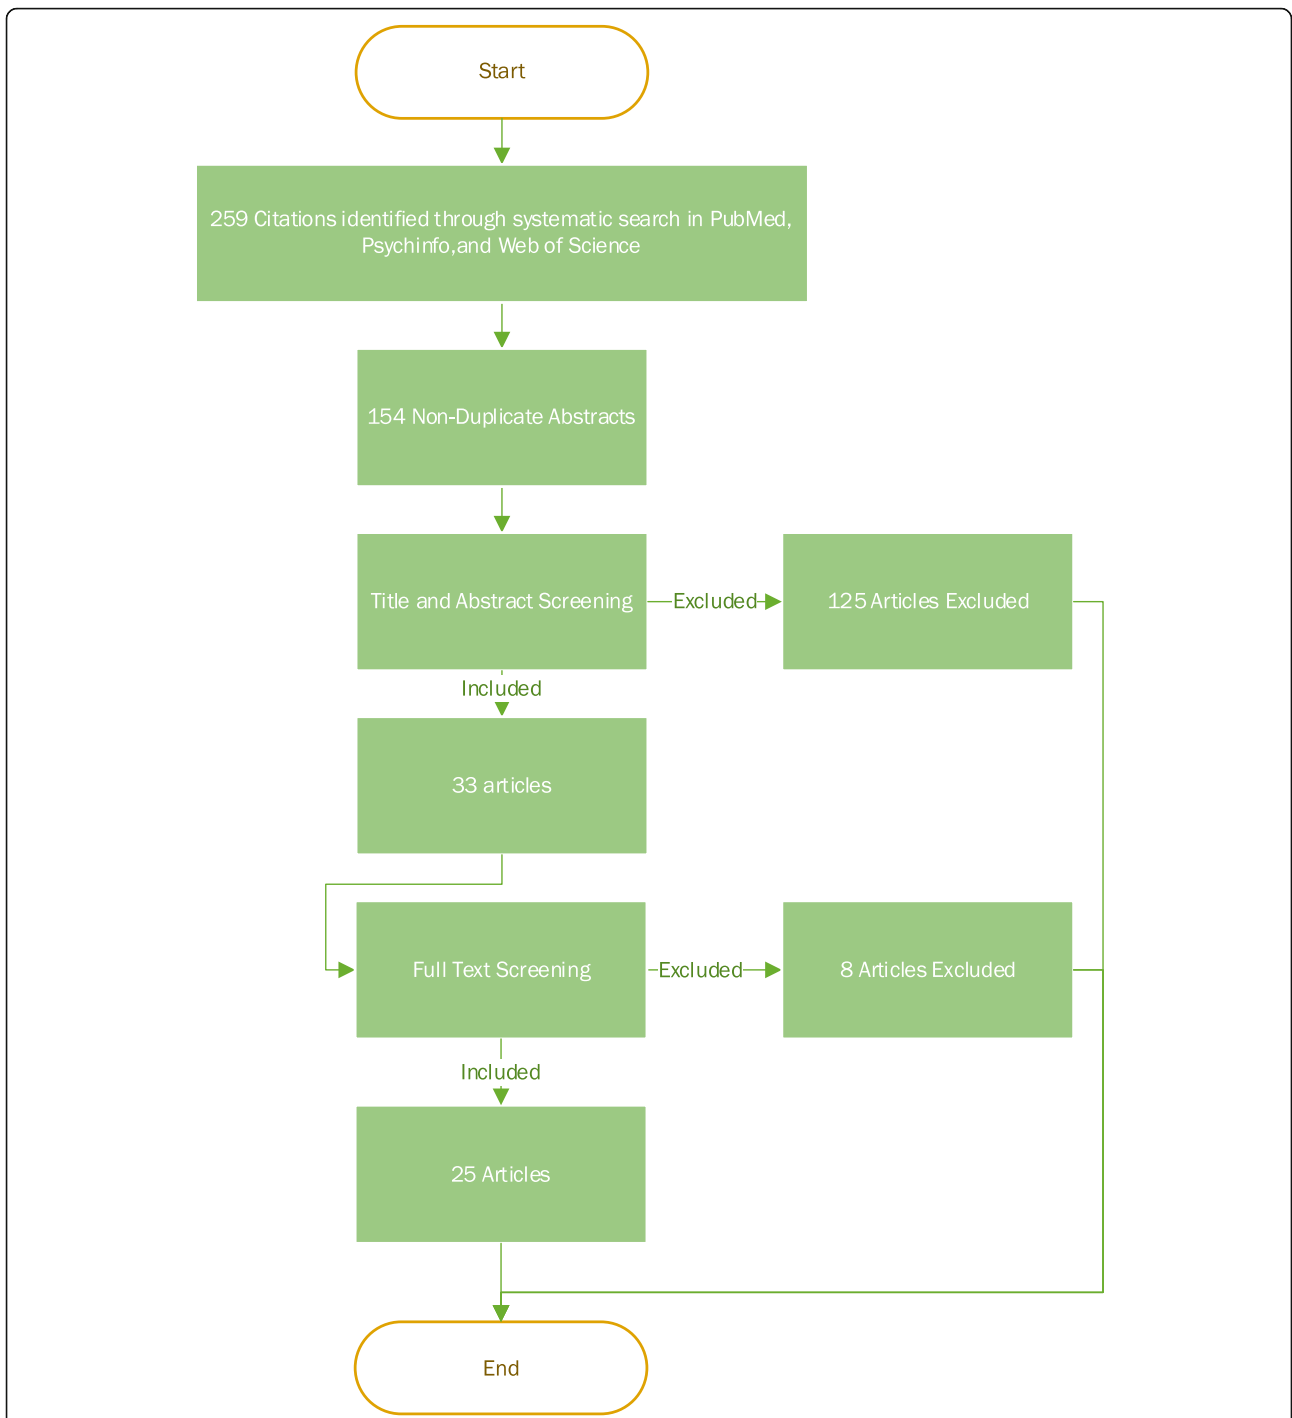 Start
259 Citations identified through systematic search in PubMed,
Psychinfo,and Web of Science
154 Non-Duplicate Abstracts
Title and Abstract Screening
Excluded
125 Articles Excluded
Included
33 articles
Full Text Screening
Excluded
8 Articles Excluded
Included
25 Articles
End